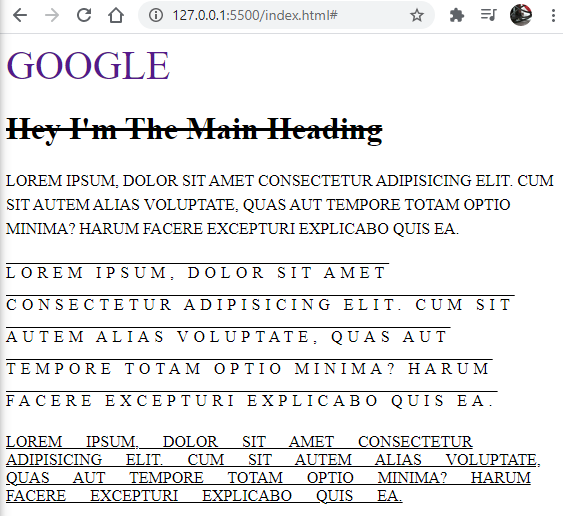 127.0.0.1:5500/index.html#
GOOGLE
Hey I'm The Main Heading
LOREM IPSUM, DOLOR SIT AMET CONSECTETUR ADIPISICING ELIT. CUM
SIT AUTEM ALIAS VOLUPTATE, QUAS AUT TEMPORE TOTAM OPTIO
MINIMA? HARUM FACERE EXCEPTURI EXPLICABO QUIS EA.
LOREM IPSUM, DOLOR SIT AMET
CONSECTETUR ADIPISICING ELIT. CUM SIT
AUTEM ALIAS VOLUPTATE, QUAS AUT
TEMPORE TOTAM OPTIO MINIMA? HARUM
FACERE EXCEPTURI EXPLICABO QUIS EA.
LOREM IPSUM, DOLOR SIT AMET CONSECTETUR
ADIPISICING ELIT. CUM SIT AUTEM ALIAS VOLUPTATE,
QUAS AUT TEMPORE TOTAM OPTIO MINIMA? HARUM
FACERE EXCEPTURI EXPLICABO QUIS EA.